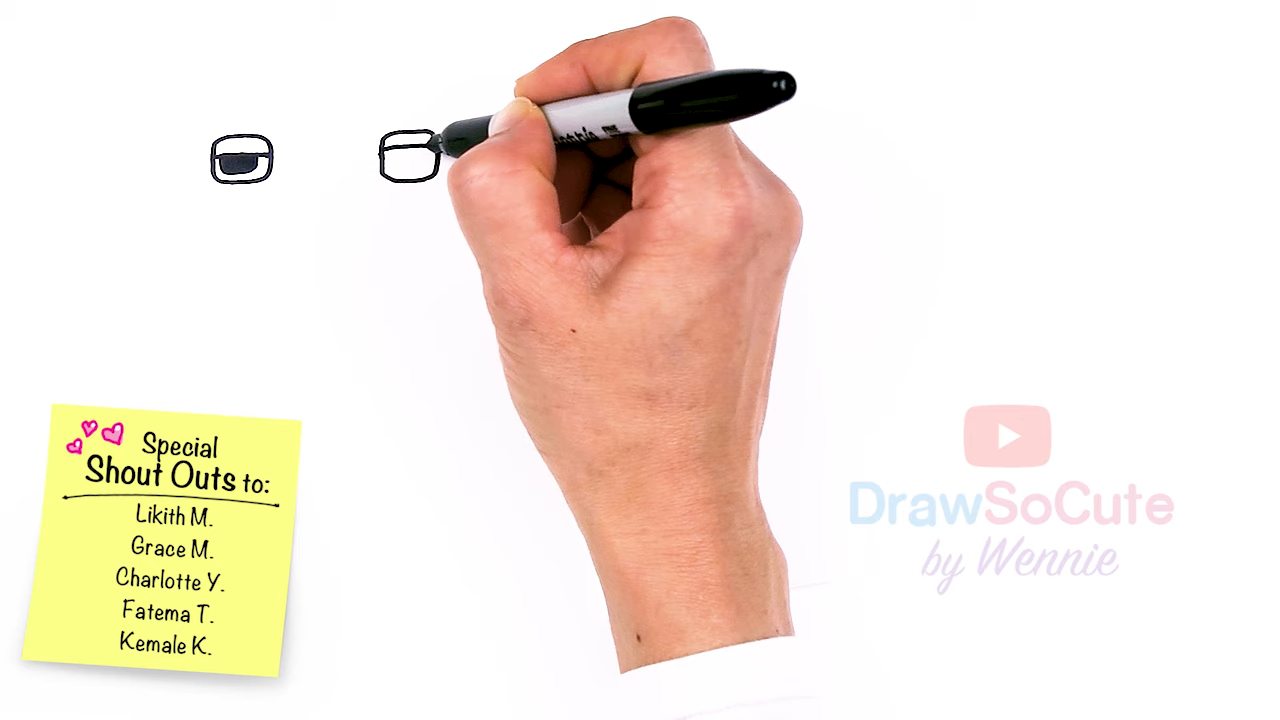 Special
Shout Outs to:
Likith M.
Grace M.
Charlotte Y.
Fatema T.
Kemale K.
DrawSoCute
by Wennie